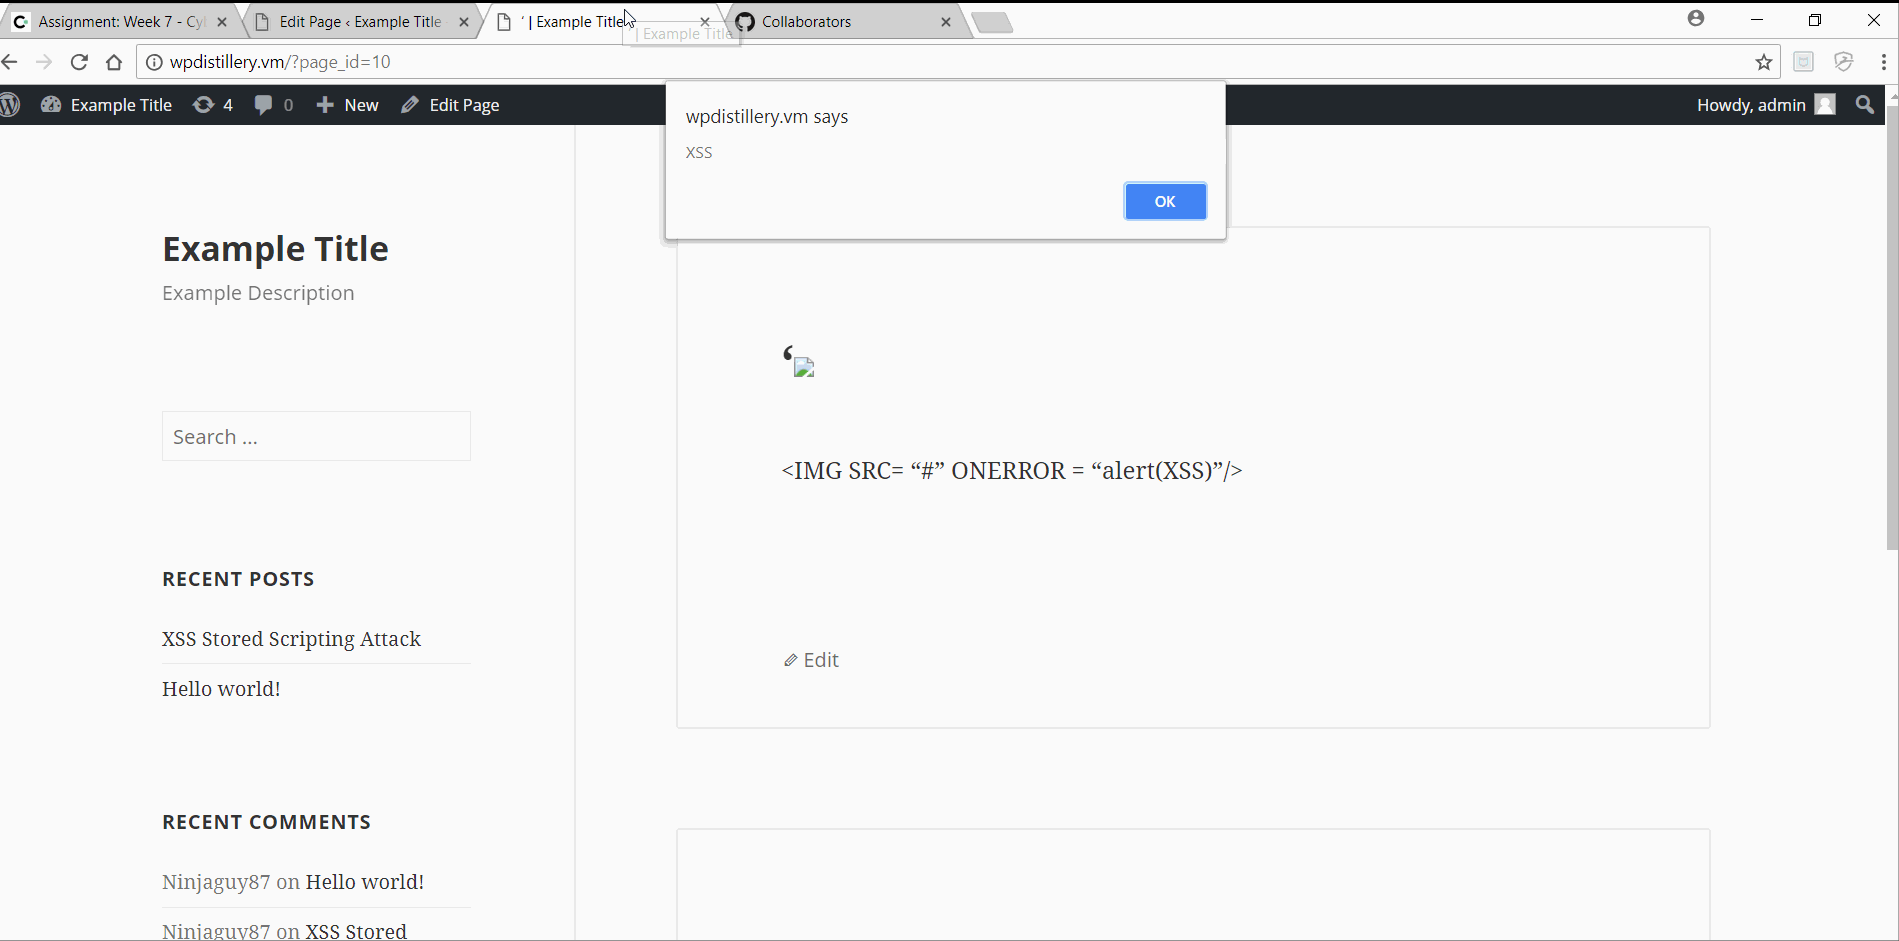 Assignment: Week 7 - Cy
Edit Page ‹ Example Title
‘ | Example Title
Collaborators
| Example Title
wpdistillery.vm/?page_id=10
Example Title
4
0
New
Edit Page
Howdy, admin
wpdistillery.vm says
XSS
OK
Example Title
Example Description
‘
Search ...
<IMG SRC= “#” ONERROR = “alert(XSS)”/>
RECENT POSTS
XSS Stored Scripting Attack
Hello world!
Edit
RECENT COMMENTS
Ninjaguy87 on Hello world!
Ninjaguy87 on XSS Stored